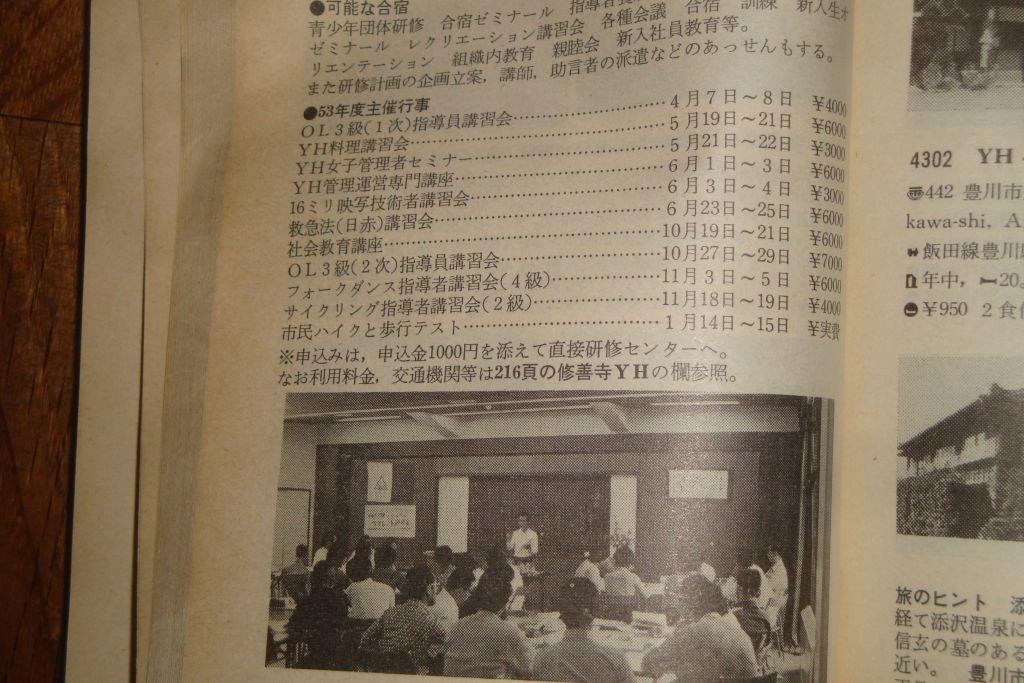 ●可能な合宿
青少年団体研修　合宿ゼミナール　指導者養
ゼミナール　レクリエーション講習会　各種会議　合宿　訓練　新入生オ
リエンテーション　組織内教育　親睦会　新入社員教育等。
また研修計画の企画立案，講師，助言者の派遣などのあっせんもする。
●53年度主催行事
OL3級(1次)指導員講習会……4月7日～8日　¥4000
YH料理講習会……5月19日～21日　¥6000
YH女子管理者セミナー……5月21日～22日　¥3000
YH管理運営専門講座……6月1日～3日　¥6000
16ミリ映写技術者講習会……6月3日～4日　¥3000
救急法(日赤)講習会……6月23日～25日　¥6000
社会教育講座……10月19日～21日　¥6000
OL3級(2次)指導員講習会……10月27日～29日　¥7000
フォークダンス指導者講習会(4級)……11月3日～5日　¥6000
サイクリング指導者講習会(2級)……11月18日～19日　¥4000
市民ハイクと歩行テスト……1月14日～15日　¥実費
※申込みは，申込金1000円を添えて直接研修センターへ。
なお利用料金，交通機関等は216頁の修善寺YHの欄参照。
4302　YH
〒442　豊川市
kawa-shi, A
飯田線豊川
年中，20
¥950　2食
旅のヒント　添
経て添沢温泉に
信玄の墓のある
近い。　豊川市